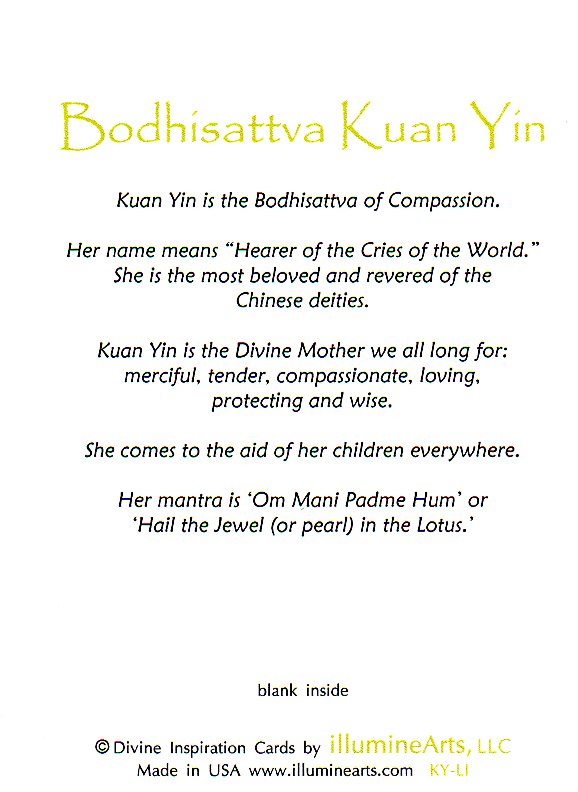 Bodhisattva Kuan Yin
Kuan Yin is the Bodhisattva of Compassion.
Her name means “Hearer of the Cries of the World.”
She is the most beloved and revered of the
Chinese deities.
Kuan Yin is the Divine Mother we all long for:
merciful, tender, compassionate, loving,
protecting and wise.
She comes to the aid of her children everywhere.
Her mantra is ‘Om Mani Padme Hum’ or
‘Hail the Jewel (or pearl) in the Lotus.’
blank inside
© Divine Inspiration Cards by illumineArts, LLC
Made in USA www.illuminearts.com KY-LI